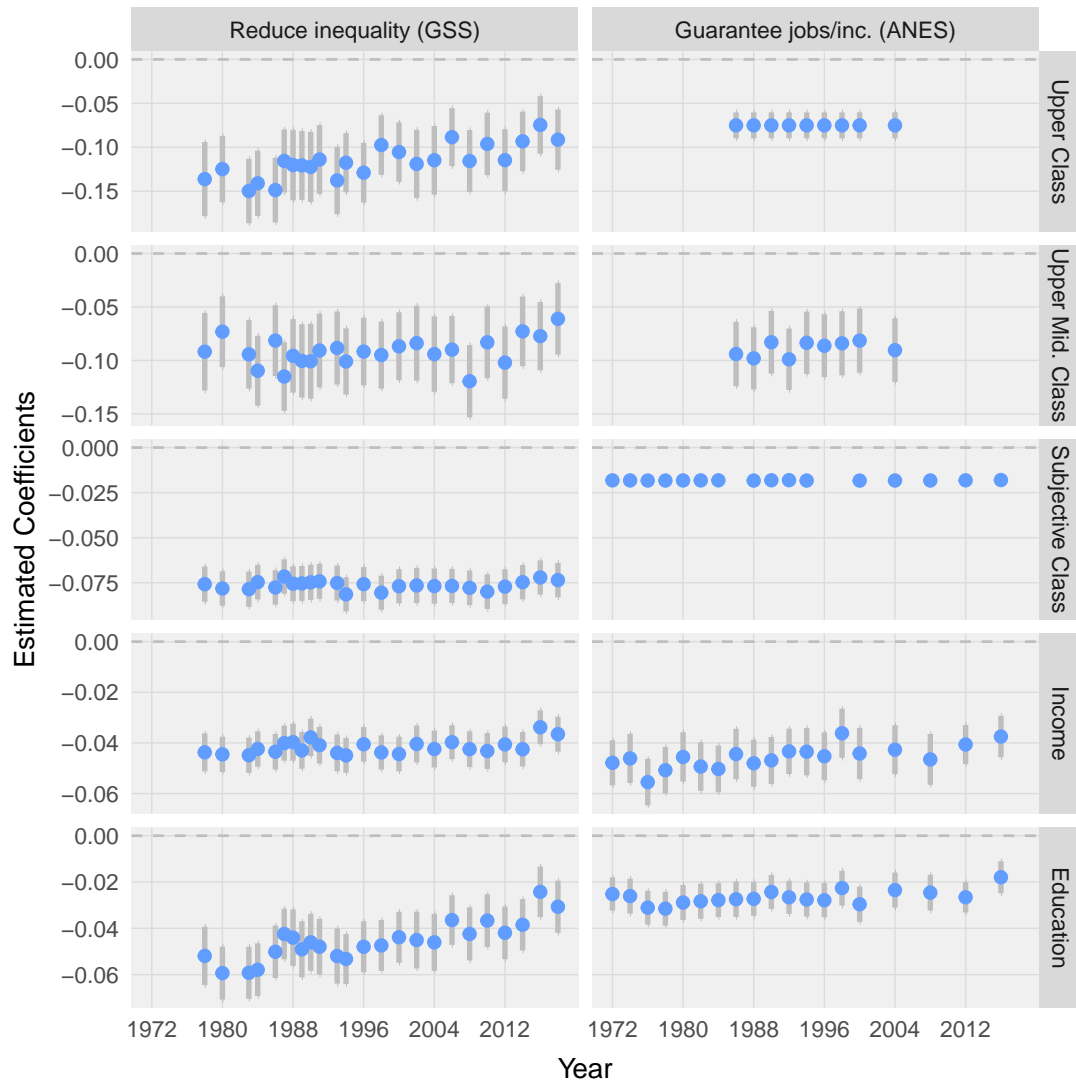 Reduce inequality (GSS)
Guarantee jobs/inc. (ANES)
0.00
−0.05
−0.10
−0.15
Upper Class
0.00
−0.05
−0.10
−0.15
Upper Mid. Class
0.000
−0.025
−0.050
−0.075
Subjective Class
0.00
−0.02
−0.04
−0.06
Income
0.00
−0.02
−0.04
−0.06
Education
Estimated Coefficients
1972 1980 1988 1996 2004 2012 1972 1980 1988 1996 2004 2012
Year